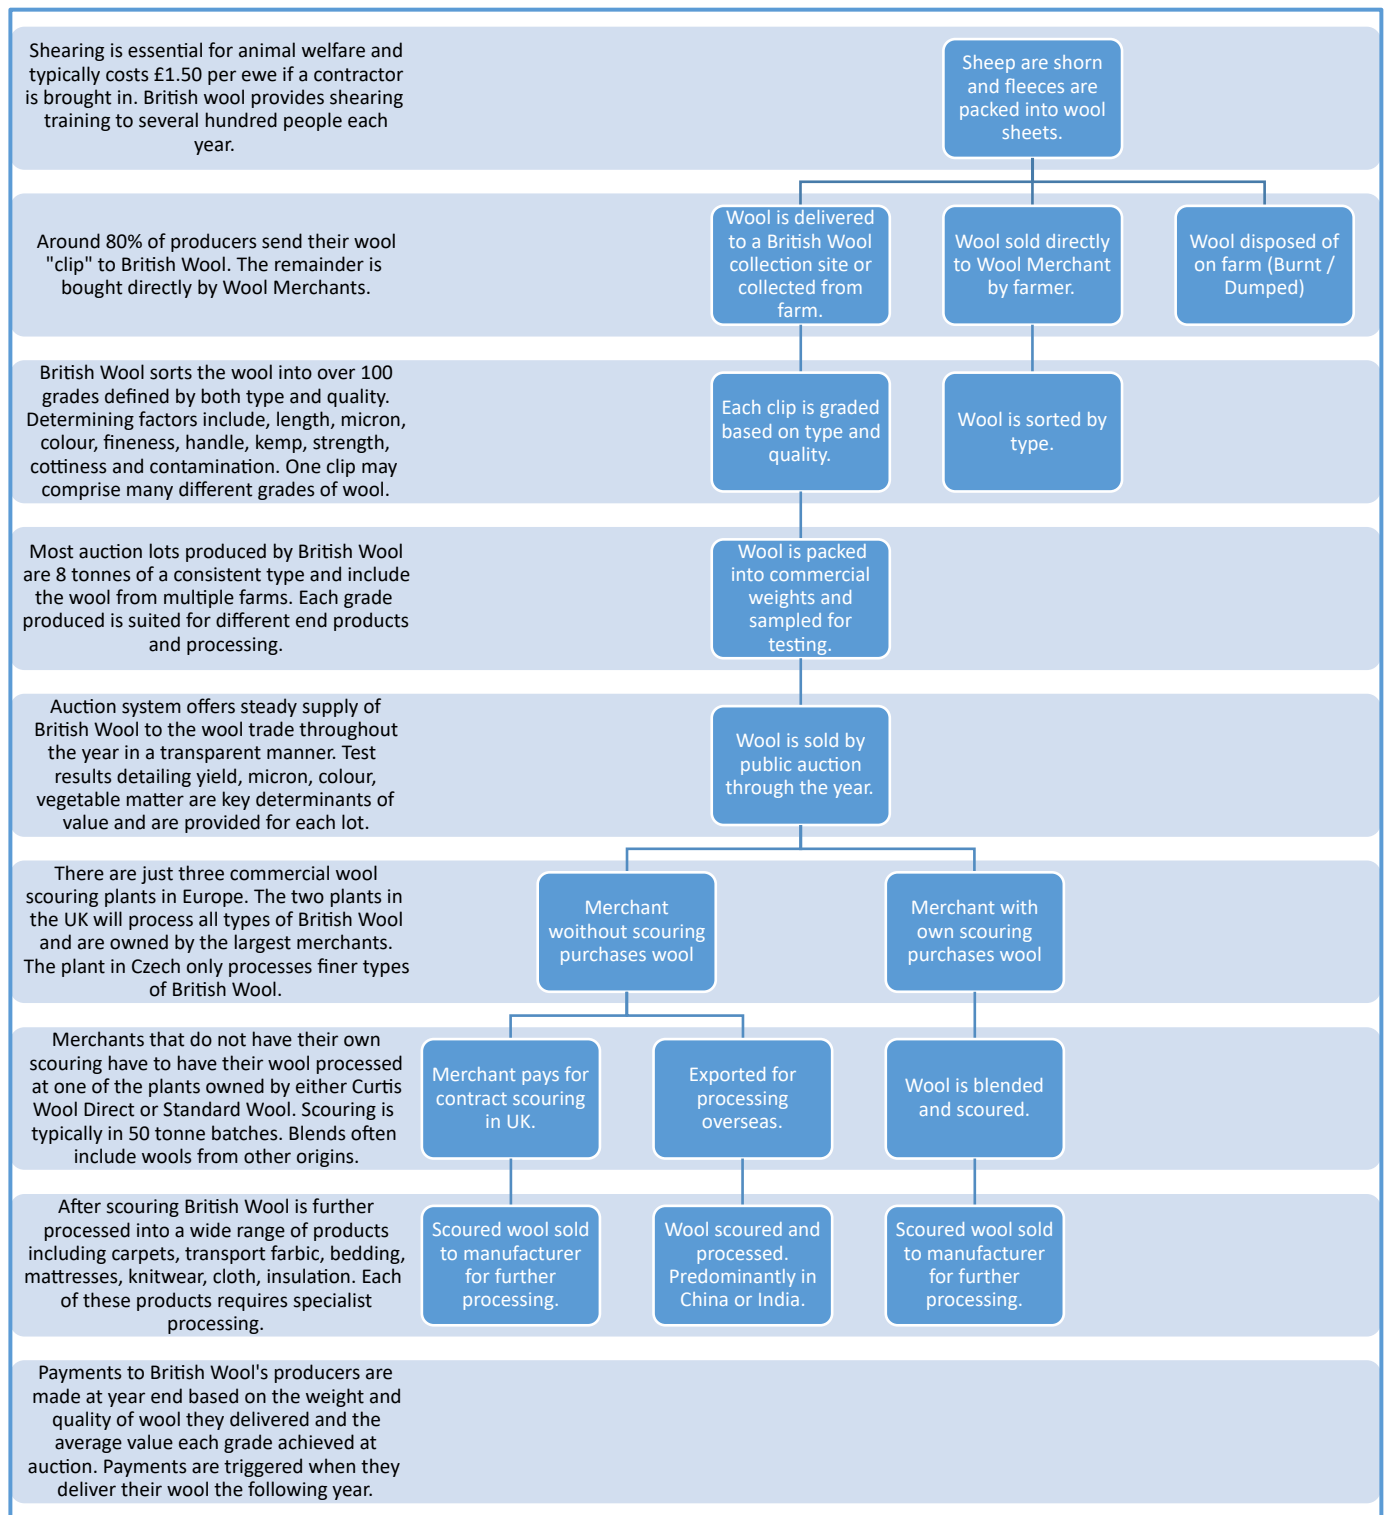 Shearing is essential for animal welfare and
typically costs £1.50 per ewe if a contractor
is brought in. British wool provides shearing
training to several hundred people each
year.
Sheep are shorn
and fleeces are
packed into wool
sheets.
Around 80% of producers send their wool
"clip" to British Wool. The remainder is
bought directly by Wool Merchants.
Wool is delivered
to a British Wool
collection site or
collected from
farm.
Wool sold directly
to Wool Merchant
by farmer.
Wool disposed of
on farm (Burnt /
Dumped)
British Wool sorts the wool into over 100
grades defined by both type and quality.
Determining factors include, length, micron,
colour, fineness, handle, kemp, strength,
cottiness and contamination. One clip may
comprise many different grades of wool.
Each clip is graded
based on type and
quality.
Wool is sorted by
type.
Most auction lots produced by British Wool
are 8 tonnes of a consistent type and include
the wool from multiple farms. Each grade
produced is suited for different end products
and processing.
Wool is packed
into commercial
weights and
sampled for
testing.
Auction system offers steady supply of
British Wool to the wool trade throughout
the year in a transparent manner. Test
results detailing yield, micron, colour,
vegetable matter are key determinants of
value and are provided for each lot.
Wool is sold by
public auction
through the year.
There are just three commercial wool
scouring plants in Europe. The two plants in
the UK will process all types of British Wool
and are owned by the largest merchants.
The plant in Czech only processes finer types
of British Wool.
Merchant
woithout scouring
purchases wool
Merchant with
own scouring
purchases wool
Merchants that do not have their own
scouring have to have their wool processed
at one of the plants owned by either Curtis
Wool Direct or Standard Wool. Scouring is
typically in 50 tonne batches. Blends often
include wools from other origins.
Merchant pays for
contract scouring
in UK.
Exported for
processing
overseas.
Wool is blended
and scoured.
After scouring British Wool is further
processed into a wide range of products
including carpets, transport farbic, bedding,
mattresses, knitwear, cloth, insulation. Each
of these products requires specialist
processing.
Scoured wool sold
to manufacturer
for further
processing.
Wool scoured and
processed.
Predominantly in
China or India.
Scoured wool sold
to manufacturer
for further
processing.
Payments to British Wool's producers are
made at year end based on the weight and
quality of wool they delivered and the
average value each grade achieved at
auction. Payments are triggered when they
deliver their wool the following year.